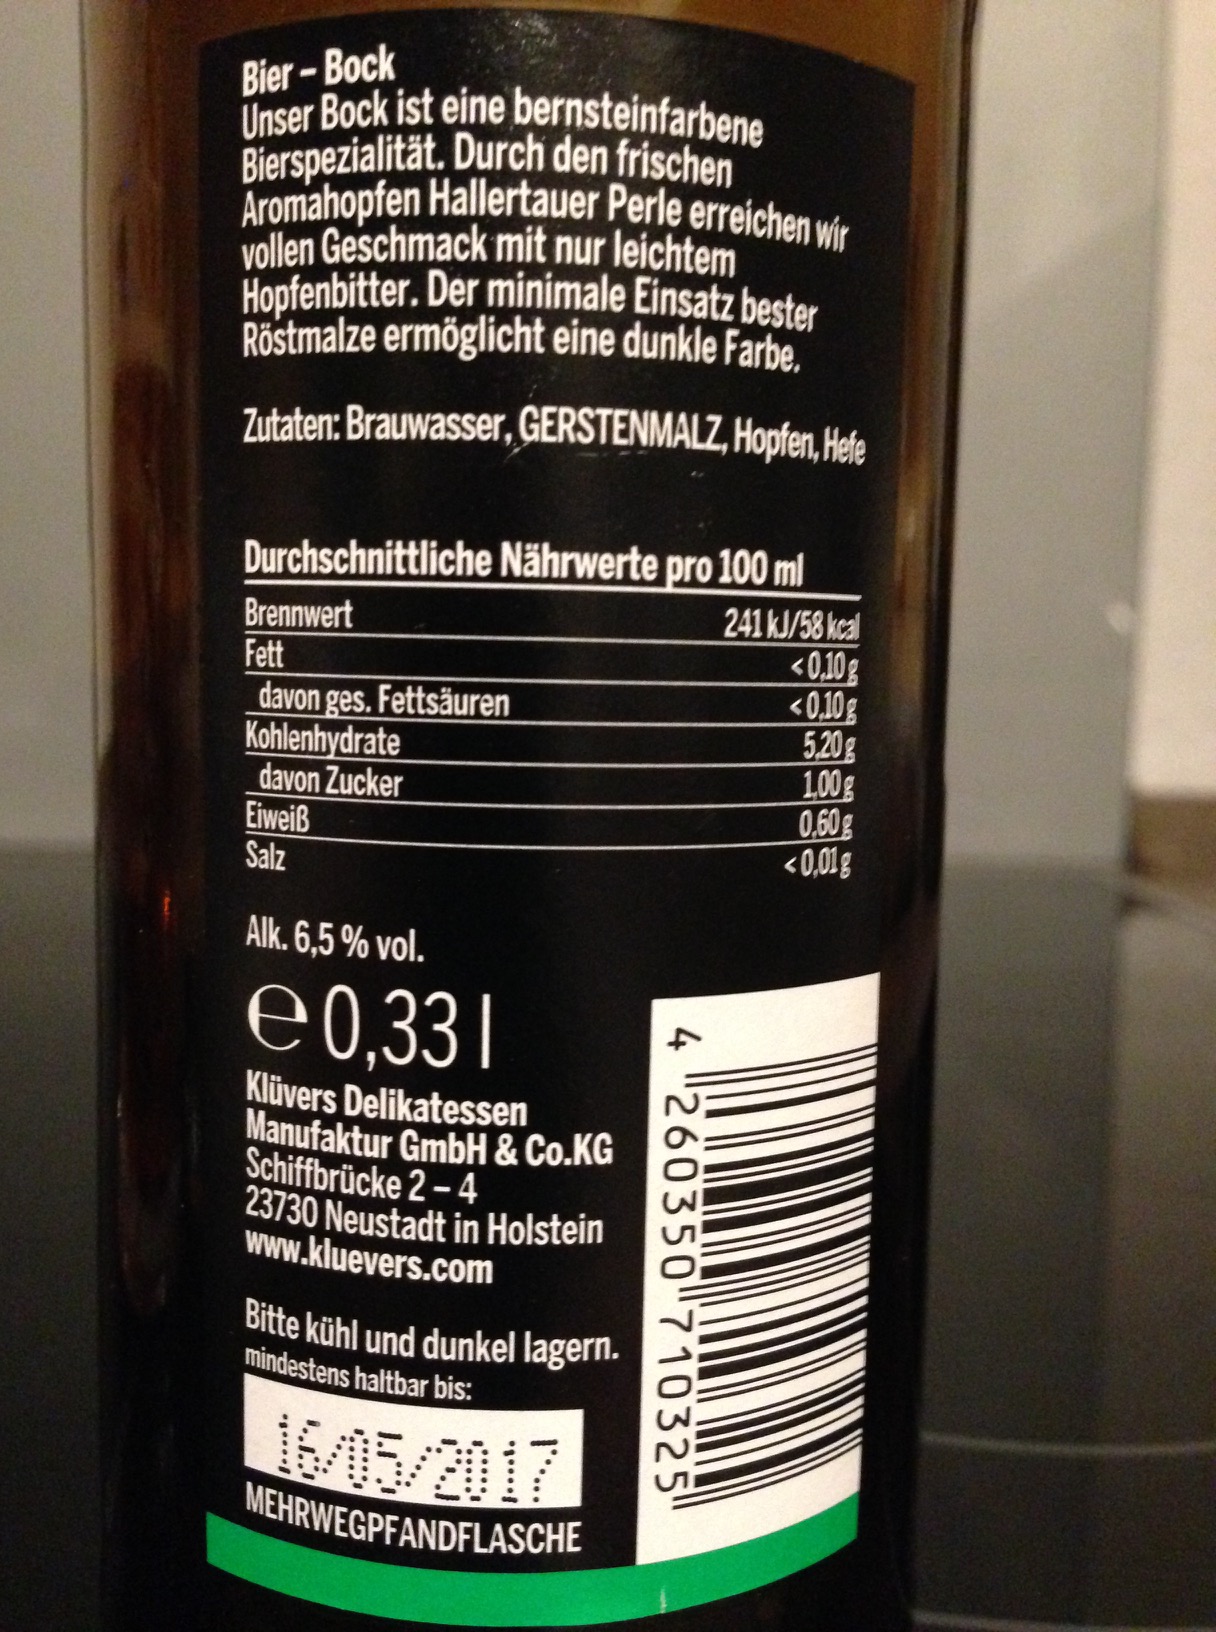 Bier – Bock
Unser Bock ist eine bernsteinfarbene
Bierspezialität. Durch den frischen
Aromahopfen Hallertauer Perle erreichen wir
vollen Geschmack mit nur leichtem
Hopfenbitter. Der minimale Einsatz bester
Röstmalze ermöglicht eine dunkle Farbe.
Zutaten: Brauwasser, GERSTENMALZ, Hopfen, Hefe
Durchschnittliche Nährwerte pro 100 ml
Brennwert 241 kJ/58 kcal
Fett < 0,10 g
davon ges. Fettsäuren < 0,10 g
Kohlenhydrate 5,20 g
davon Zucker 1,00 g
Eiweiß 0,60 g
Salz < 0,01 g
Alk. 6,5 % vol.
e 0,33 l
Klüvers Delikatessen
Manufaktur GmbH & Co.KG
Schiffbrücke 2 – 4
23730 Neustadt in Holstein
www.kluevers.com
Bitte kühl und dunkel lagern.
mindestens haltbar bis:
16/05/2017
MEHRWEGPFANDFLASCHE
4 260350 710325